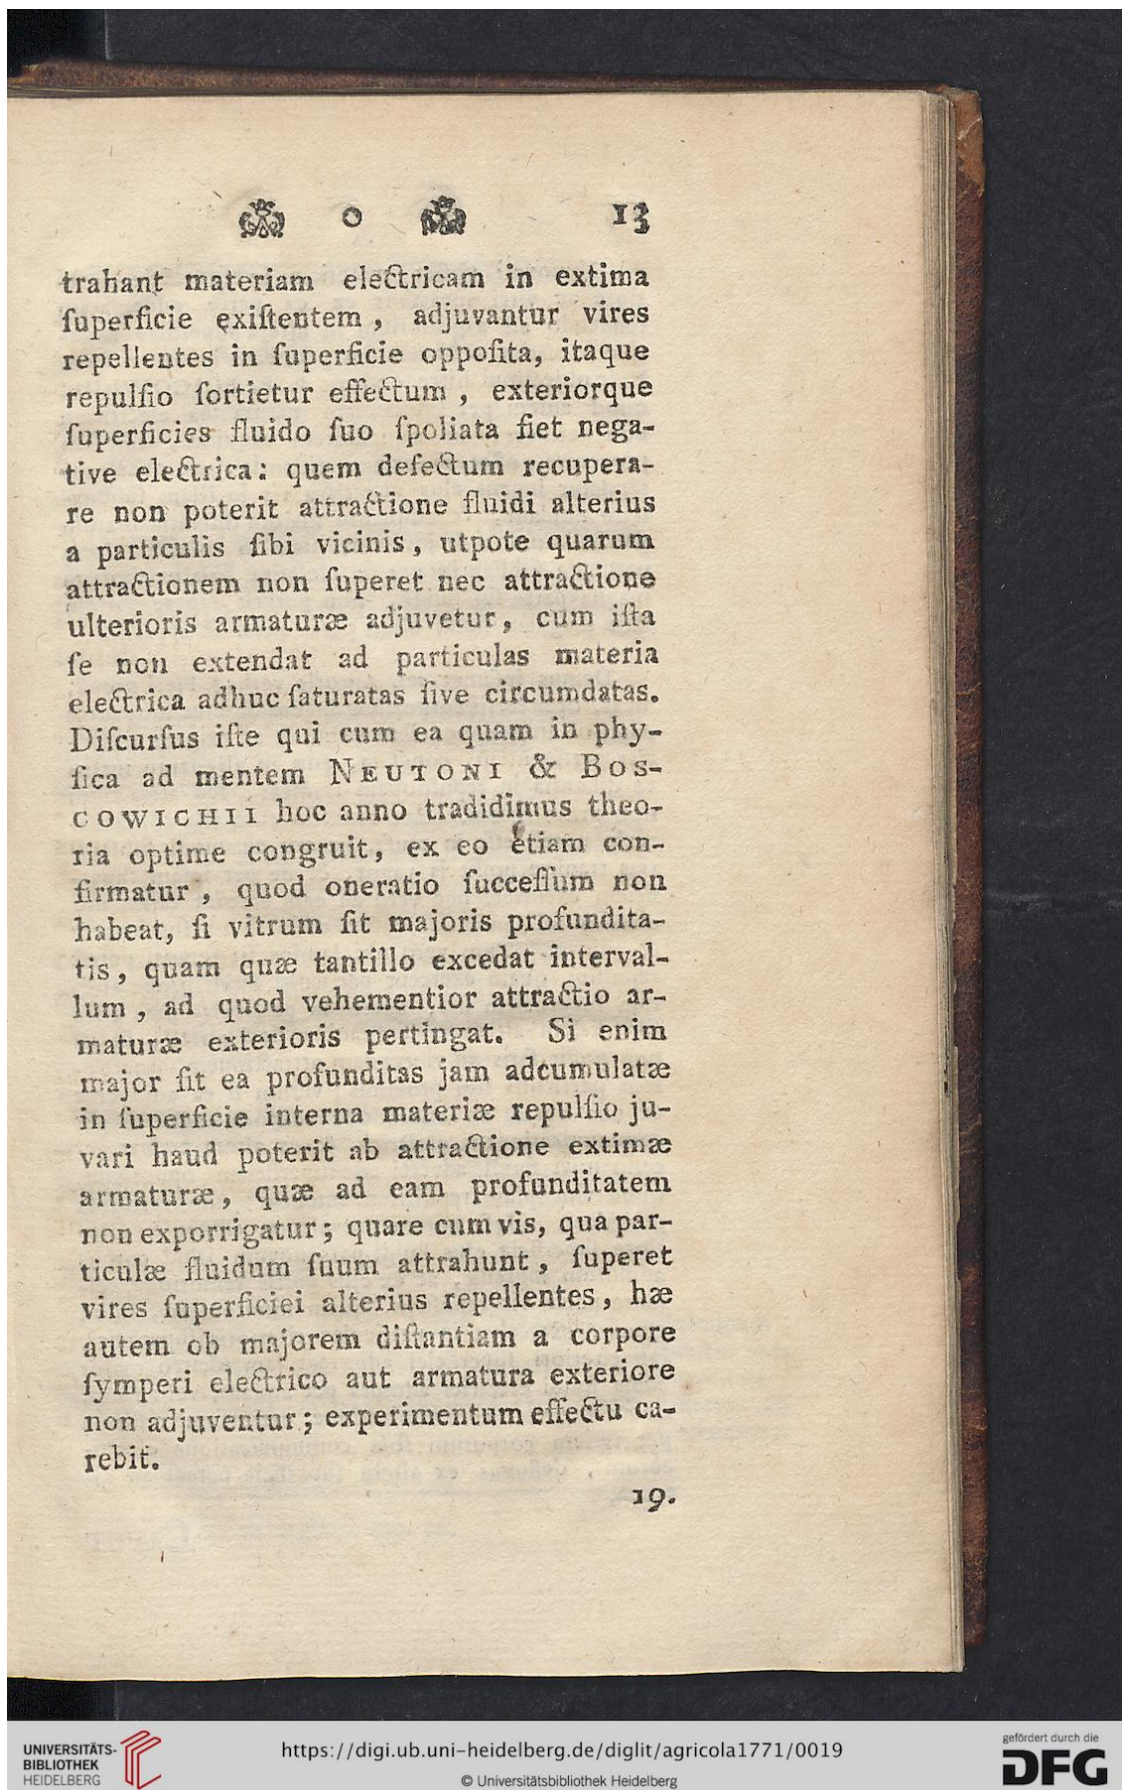 0 13
trahant materiam electricam in extima
ſuperficie exiſtentem , adjuvantur vires
repellentes in ſuperficie oppoſita, itaque
repulſio ſortietur effectum , exteriorque
ſuperficies fluido ſuo ſpoliata fiet nega-
tive electrica: quem defectum recupera-
re non poterit attractione fluidi alterius
a particulis ſibi vicinis, utpote quarum
attractionem non ſuperet nec attractione
ulterioris armaturæ adjuvetur, cum iſta
ſe non extendat ad particulas materia
electrica adhuc ſaturatas ſive circumdatas.
Diſcurſus iſte qui cum ea quam in phy-
ſica ad mentem NEUTONI & BOS-
COWICHII hoc anno tradidimus theo-
ria optime congruit, ex eo etiam con-
firmatur , quod oneratio ſucceſſum non
habeat, ſi vitrum ſit majoris profundita-
tis, quam quæ tantillo excedat interval-
lum , ad quod vehementior attractio ar-
maturæ exterioris pertingat. Si enim
major ſit ea profunditas jam adcumulatæ
in ſuperficie interna materiæ repulſio ju-
vari haud poterit ab attractione extimæ
armaturæ, quæ ad eam profunditatem
non exporrigatur; quare cum vis, qua par-
ticulæ fluidum ſuum attrahunt, ſuperet
vires ſuperficiei alterius repellentes, hæ
autem ob majorem diſtantiam a corpore
ſymperi electrico aut armatura exteriore
non adjuventur; experimentum effectu ca-
rebit.
19.
UNIVERSITÄTS-
BIBLIOTHEK
HEIDELBERG
https://digi.ub.uni-heidelberg.de/diglit/agricola1771/0019
© Universitätsbibliothek Heidelberg
gefördert durch die
DFG